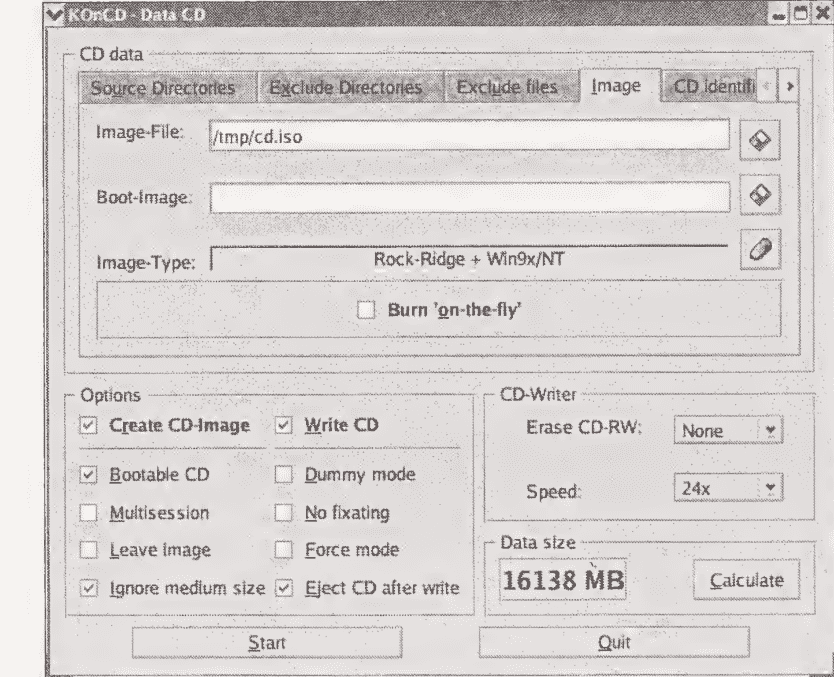 KOnCD - Data CD
CD data
Source Directories Exclude Directories Exclude files Image CD identifi
Image-File: /tmp/cd.iso
Boot-Image:
Image-Type: Rock-Ridge + Win9x/NT
Burn 'on-the-fly'
Options
Create CD-Image Write CD
Bootable CD Dummy mode
Multisession No fixating
Leave image Force mode
Ignore medium size Eject CD after write
CD-Writer
Erase CD-RW: None
Speed: 24x
Data size
16138 MB Calculate
Start Quit